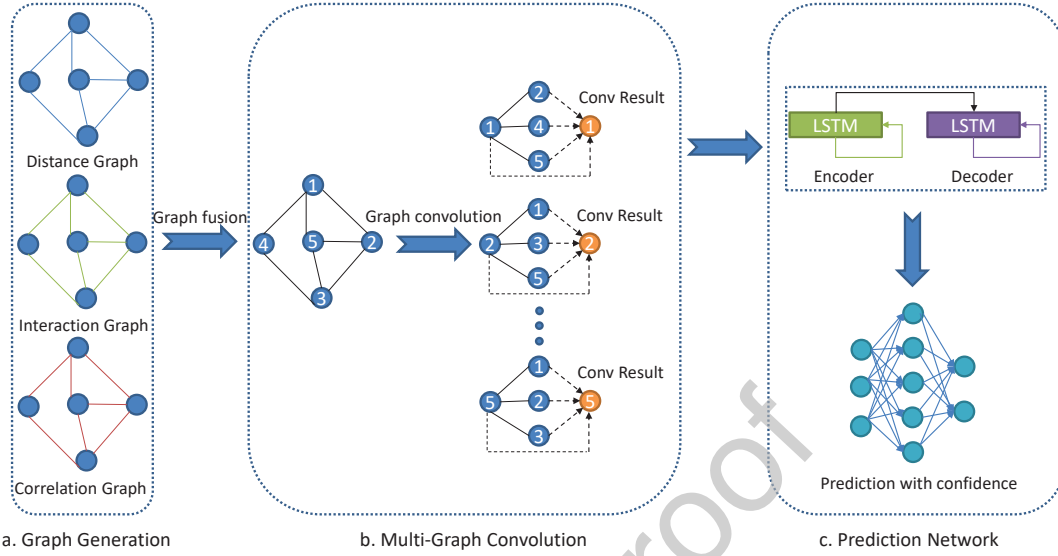 Distance Graph
Interaction Graph
Correlation Graph
a. Graph Generation
Graph fusion
1
4
5
2
3
Graph convolution
2
Conv Result
1
4
1
5
1
Conv Result
2
3
2
5
1
Conv Result
5
2
5
3
b. Multi-Graph Convolution
LSTM
LSTM
Encoder
Decoder
Prediction with confidence
c. Prediction Network
roof